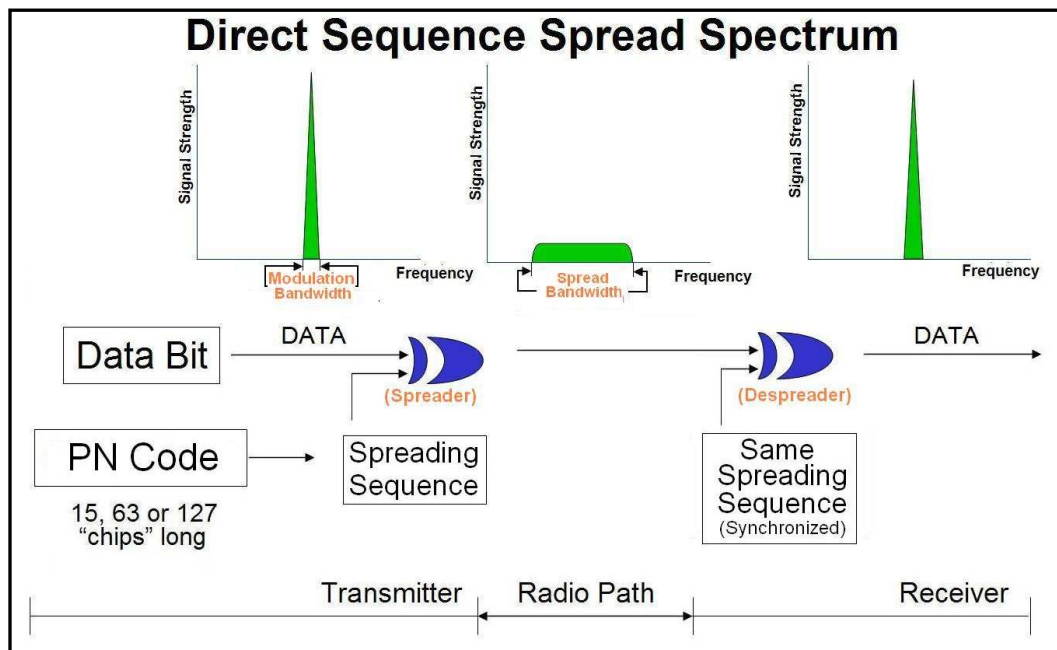 Direct Sequence Spread Spectrum
Signal Strength
Frequency
Modulation
Bandwidth
Signal Strength
Frequency
Spread
Bandwidth
Signal Strength
Frequency
Data Bit
DATA
(Spreader)
(Despreader)
DATA
PN Code
15, 63 or 127
“chips” long
Spreading
Sequence
Same
Spreading
Sequence
(Synchronized)
Transmitter
Radio Path
Receiver